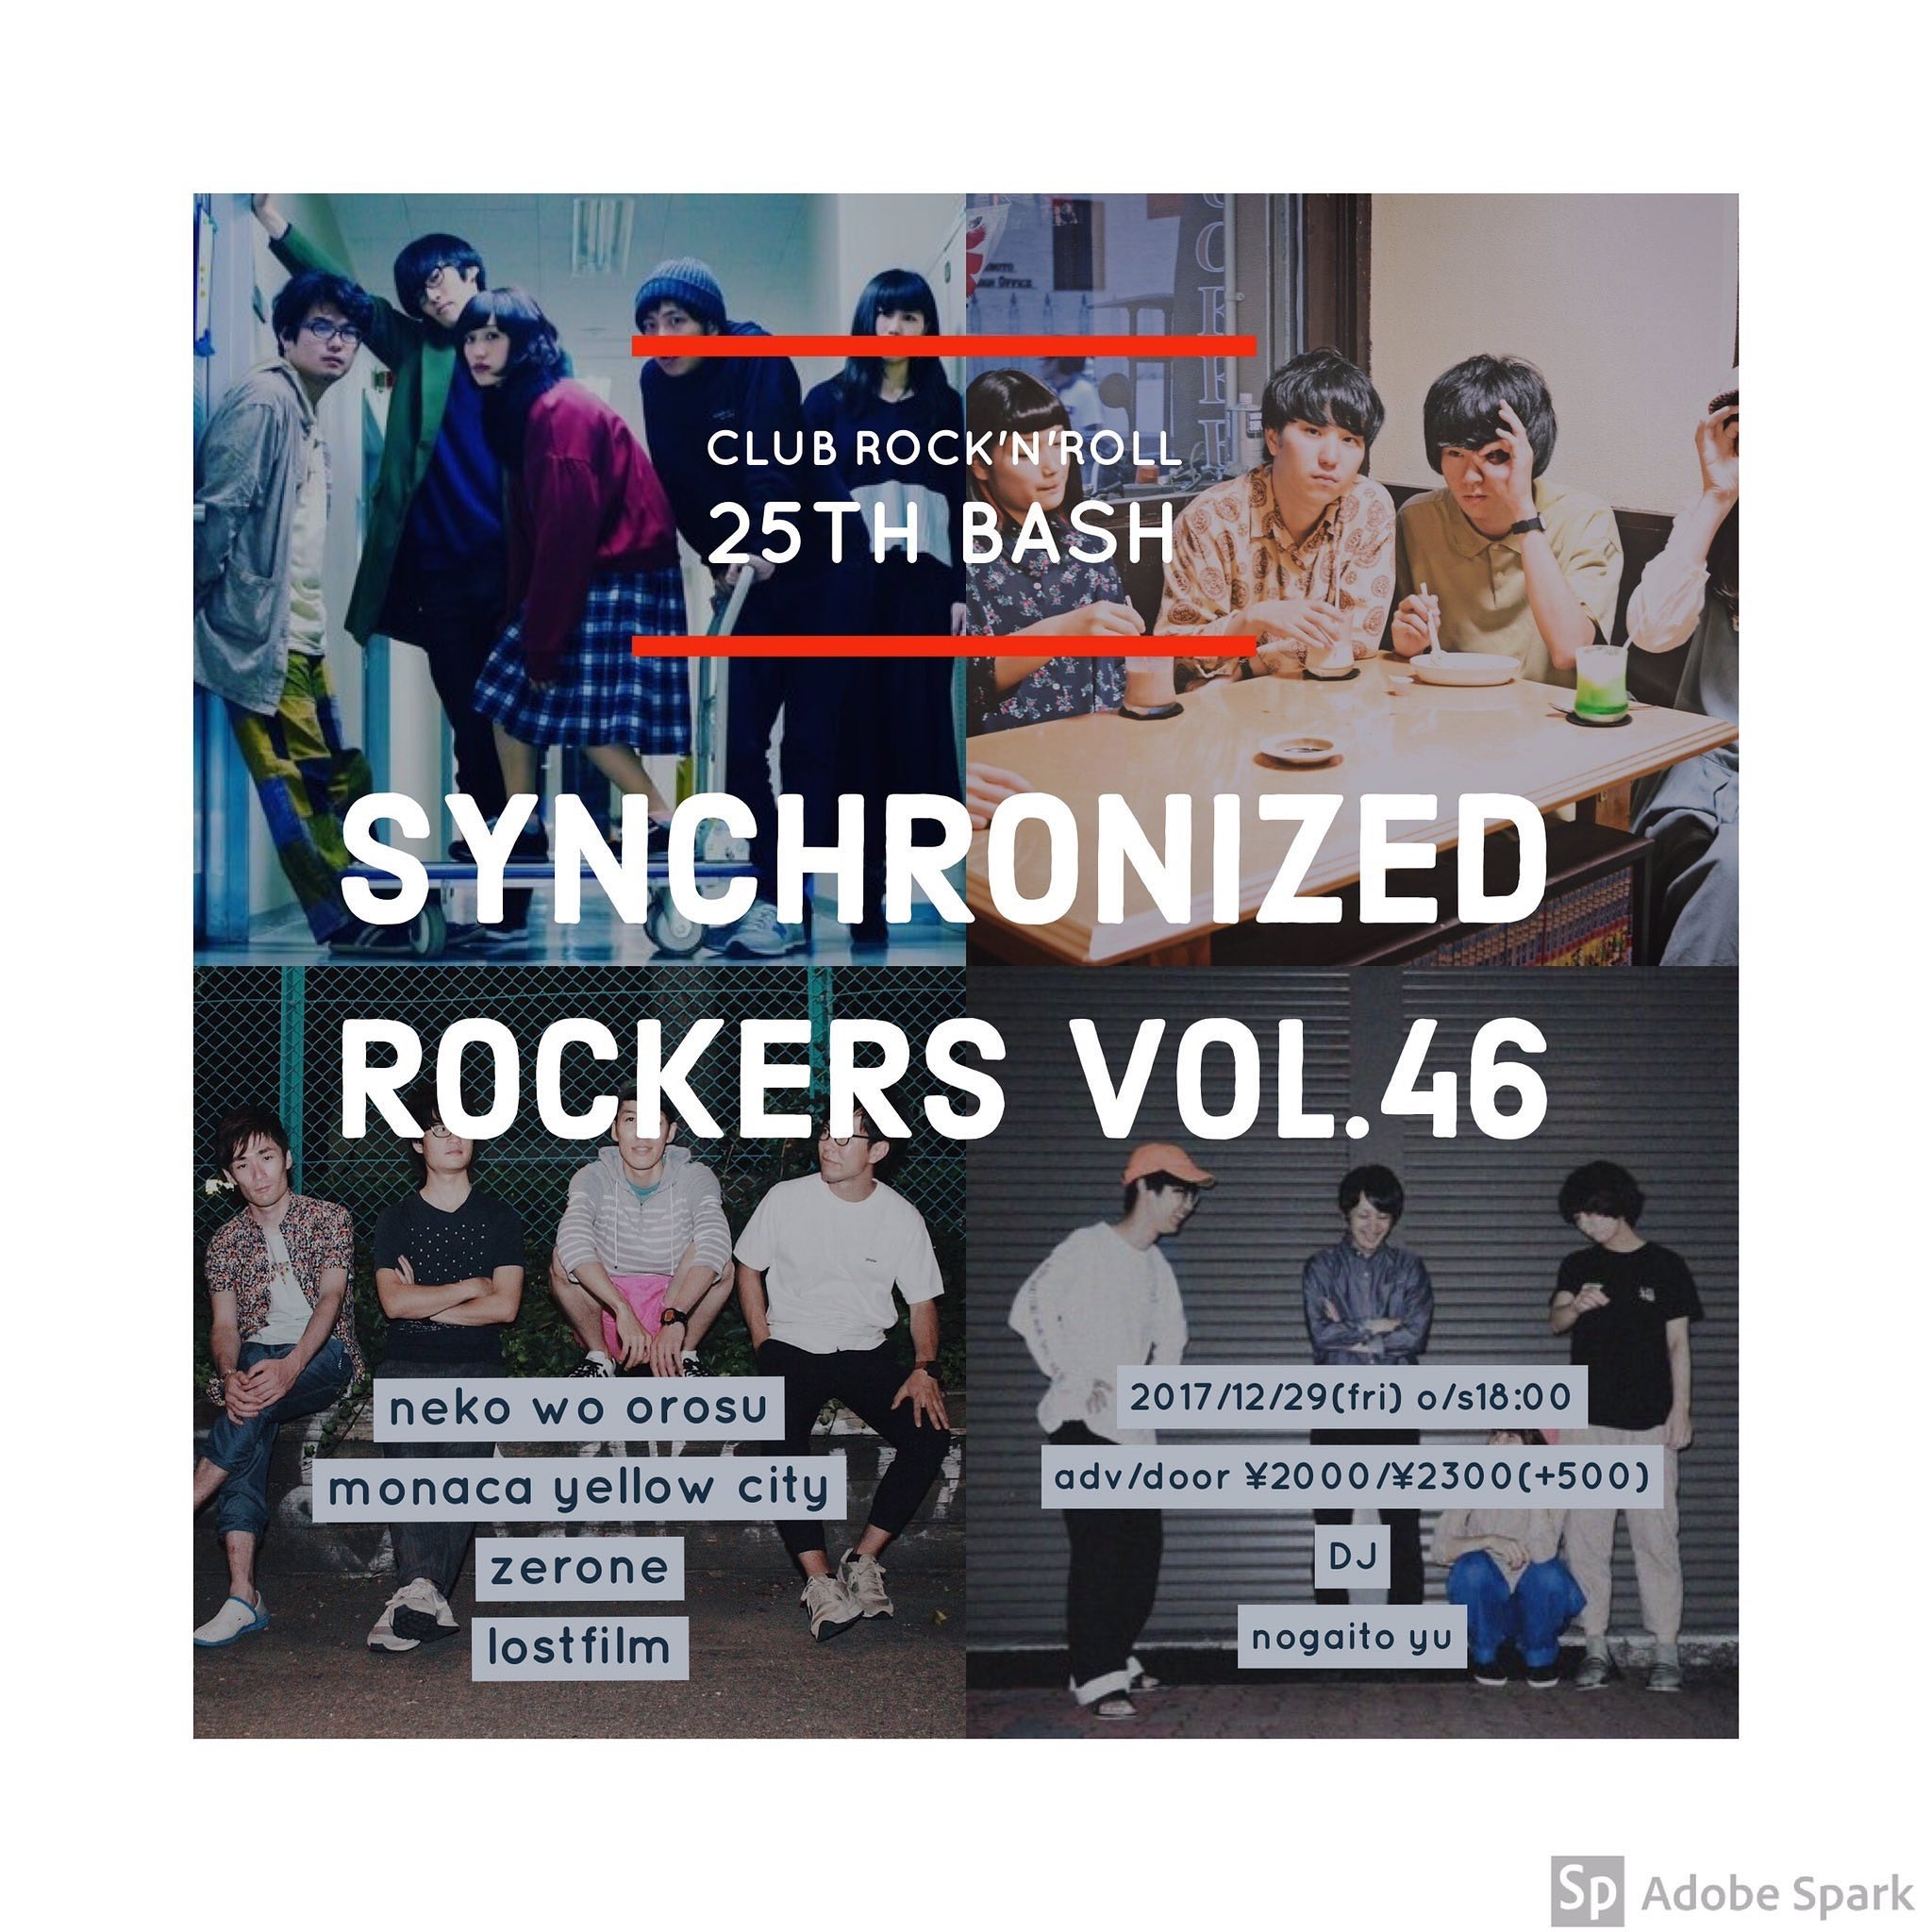 CLUB ROCK'N'ROLL
25TH BASH
SYNCHRONIZED
ROCKERS VOL.46
neko wo orosu
monaca yellow city
zerone
lostfilm
2017/12/29(fri) o/s18:00
adv/door ¥2000/¥2300(+500)
DJ
nogaito yu
Sp Adobe Spark